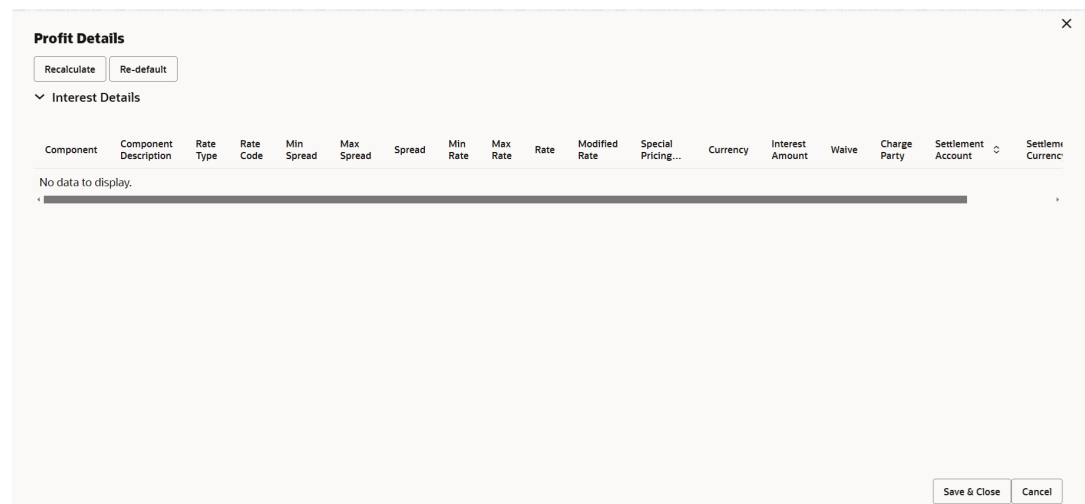 Profit Details
Recalculate Re-default
Interest Details
Component Component Description Rate Type Rate Code Min Spread Max Spread Spread Min Rate Max Rate Rate Modified Rate Special Pricing... Currency Interest Amount Waive Charge Party Settlement Account
No data to display.
Save & Close Cancel